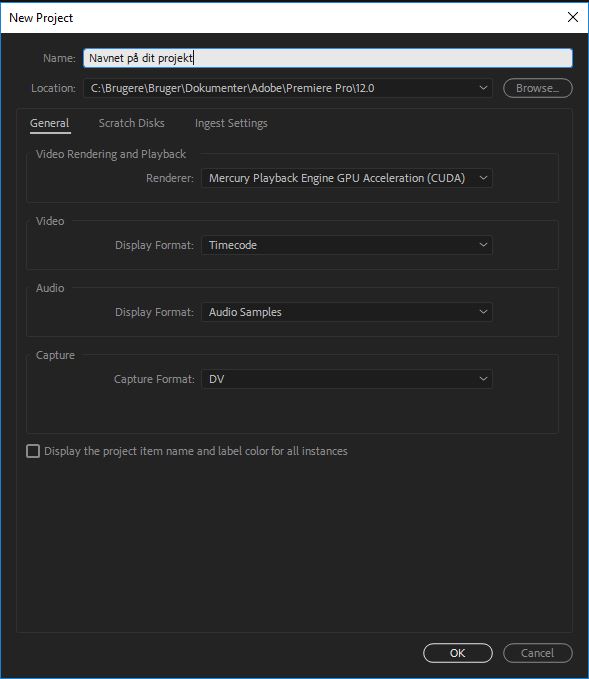 New Project
Name: Navnet på dit projekt
Location: C:\Brugere\Bruger\Dokumenter\Adobe\Premiere Pro\12.0 Browse...
General Scratch Disks Ingest Settings
Video Rendering and Playback
Renderer: Mercury Playback Engine GPU Acceleration (CUDA)
Video
Display Format: Timecode
Audio
Display Format: Audio Samples
Capture
Capture Format: DV
Display the project item name and label color for all instances
OK Cancel